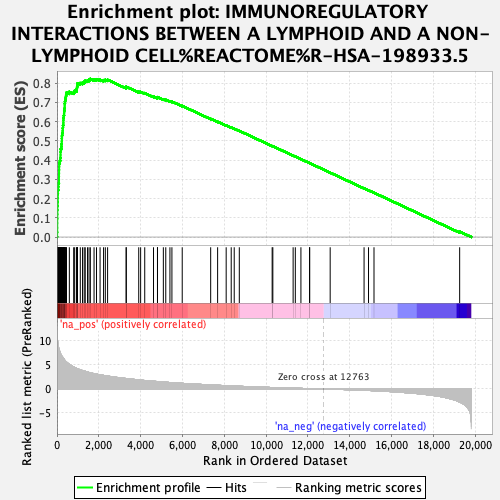 Enrichment plot: IMMUNOREGULATORY
INTERACTIONS BETWEEN A LYMPHOID AND A NON-
LYMPHOID CELL%REACTOME%R-HSA-198933.5
Enrichment score (ES)
0.8
0.7
0.6
0.5
0.4
0.3
0.2
0.1
0.0
'na_pos' (positively correlated)
Ranked list metric (PreRanked)
10
5
0
-5
Zero cross at 12763
'na_neg' (negatively correlated)
0 2,000 4,000 6,000 8,000 10,000 12,000 14,000 16,000 18,000 20,000
Rank in Ordered Dataset
Enrichment profile Hits Ranking metric scores